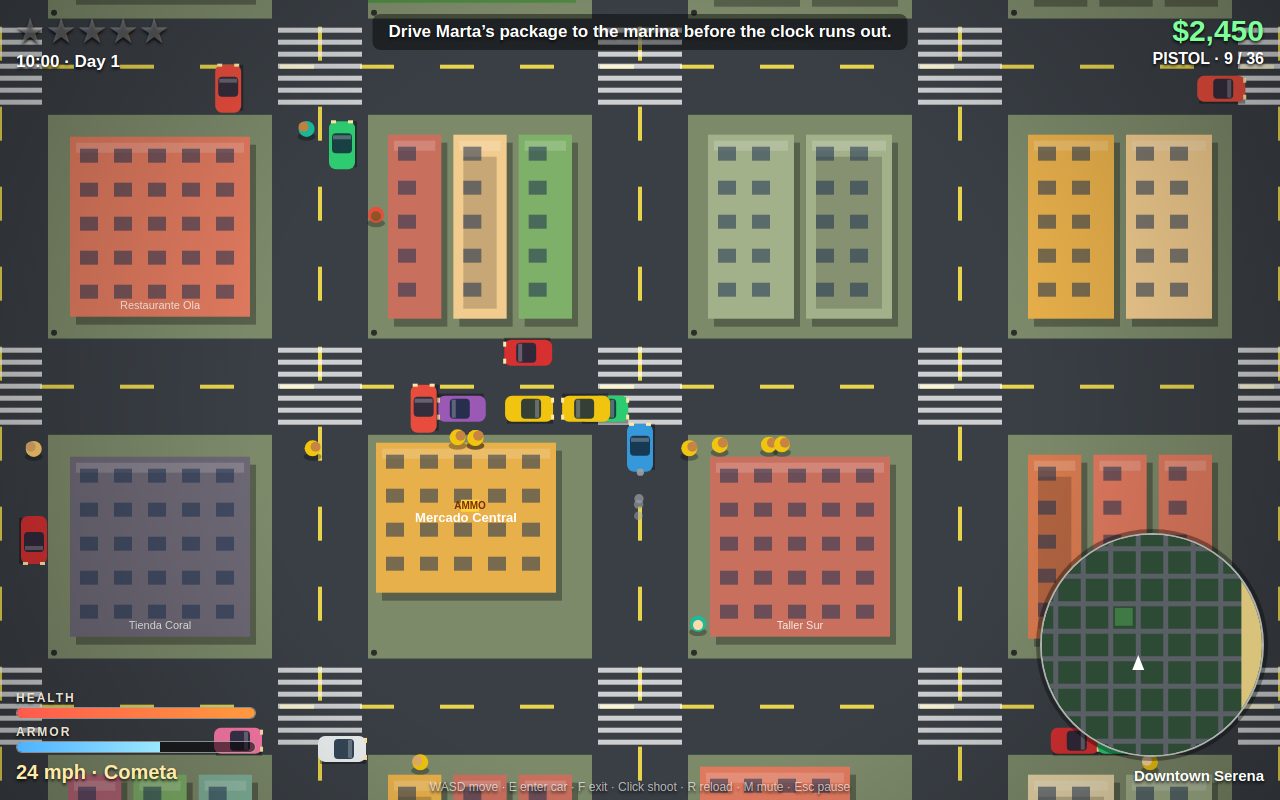 Drive Marta’s package to the marina before the clock runs out.
$2,450
10:00 · Day 1
PISTOL · 9 / 36
Restaurante Ola
AMMO
Mercado Central
Tienda Coral
Taller Sur
HEALTH
ARMOR
24 mph · Cometa
Downtown Serena
WASD move · E enter car · F exit · Click shoot · R reload · M mute · Esc pause